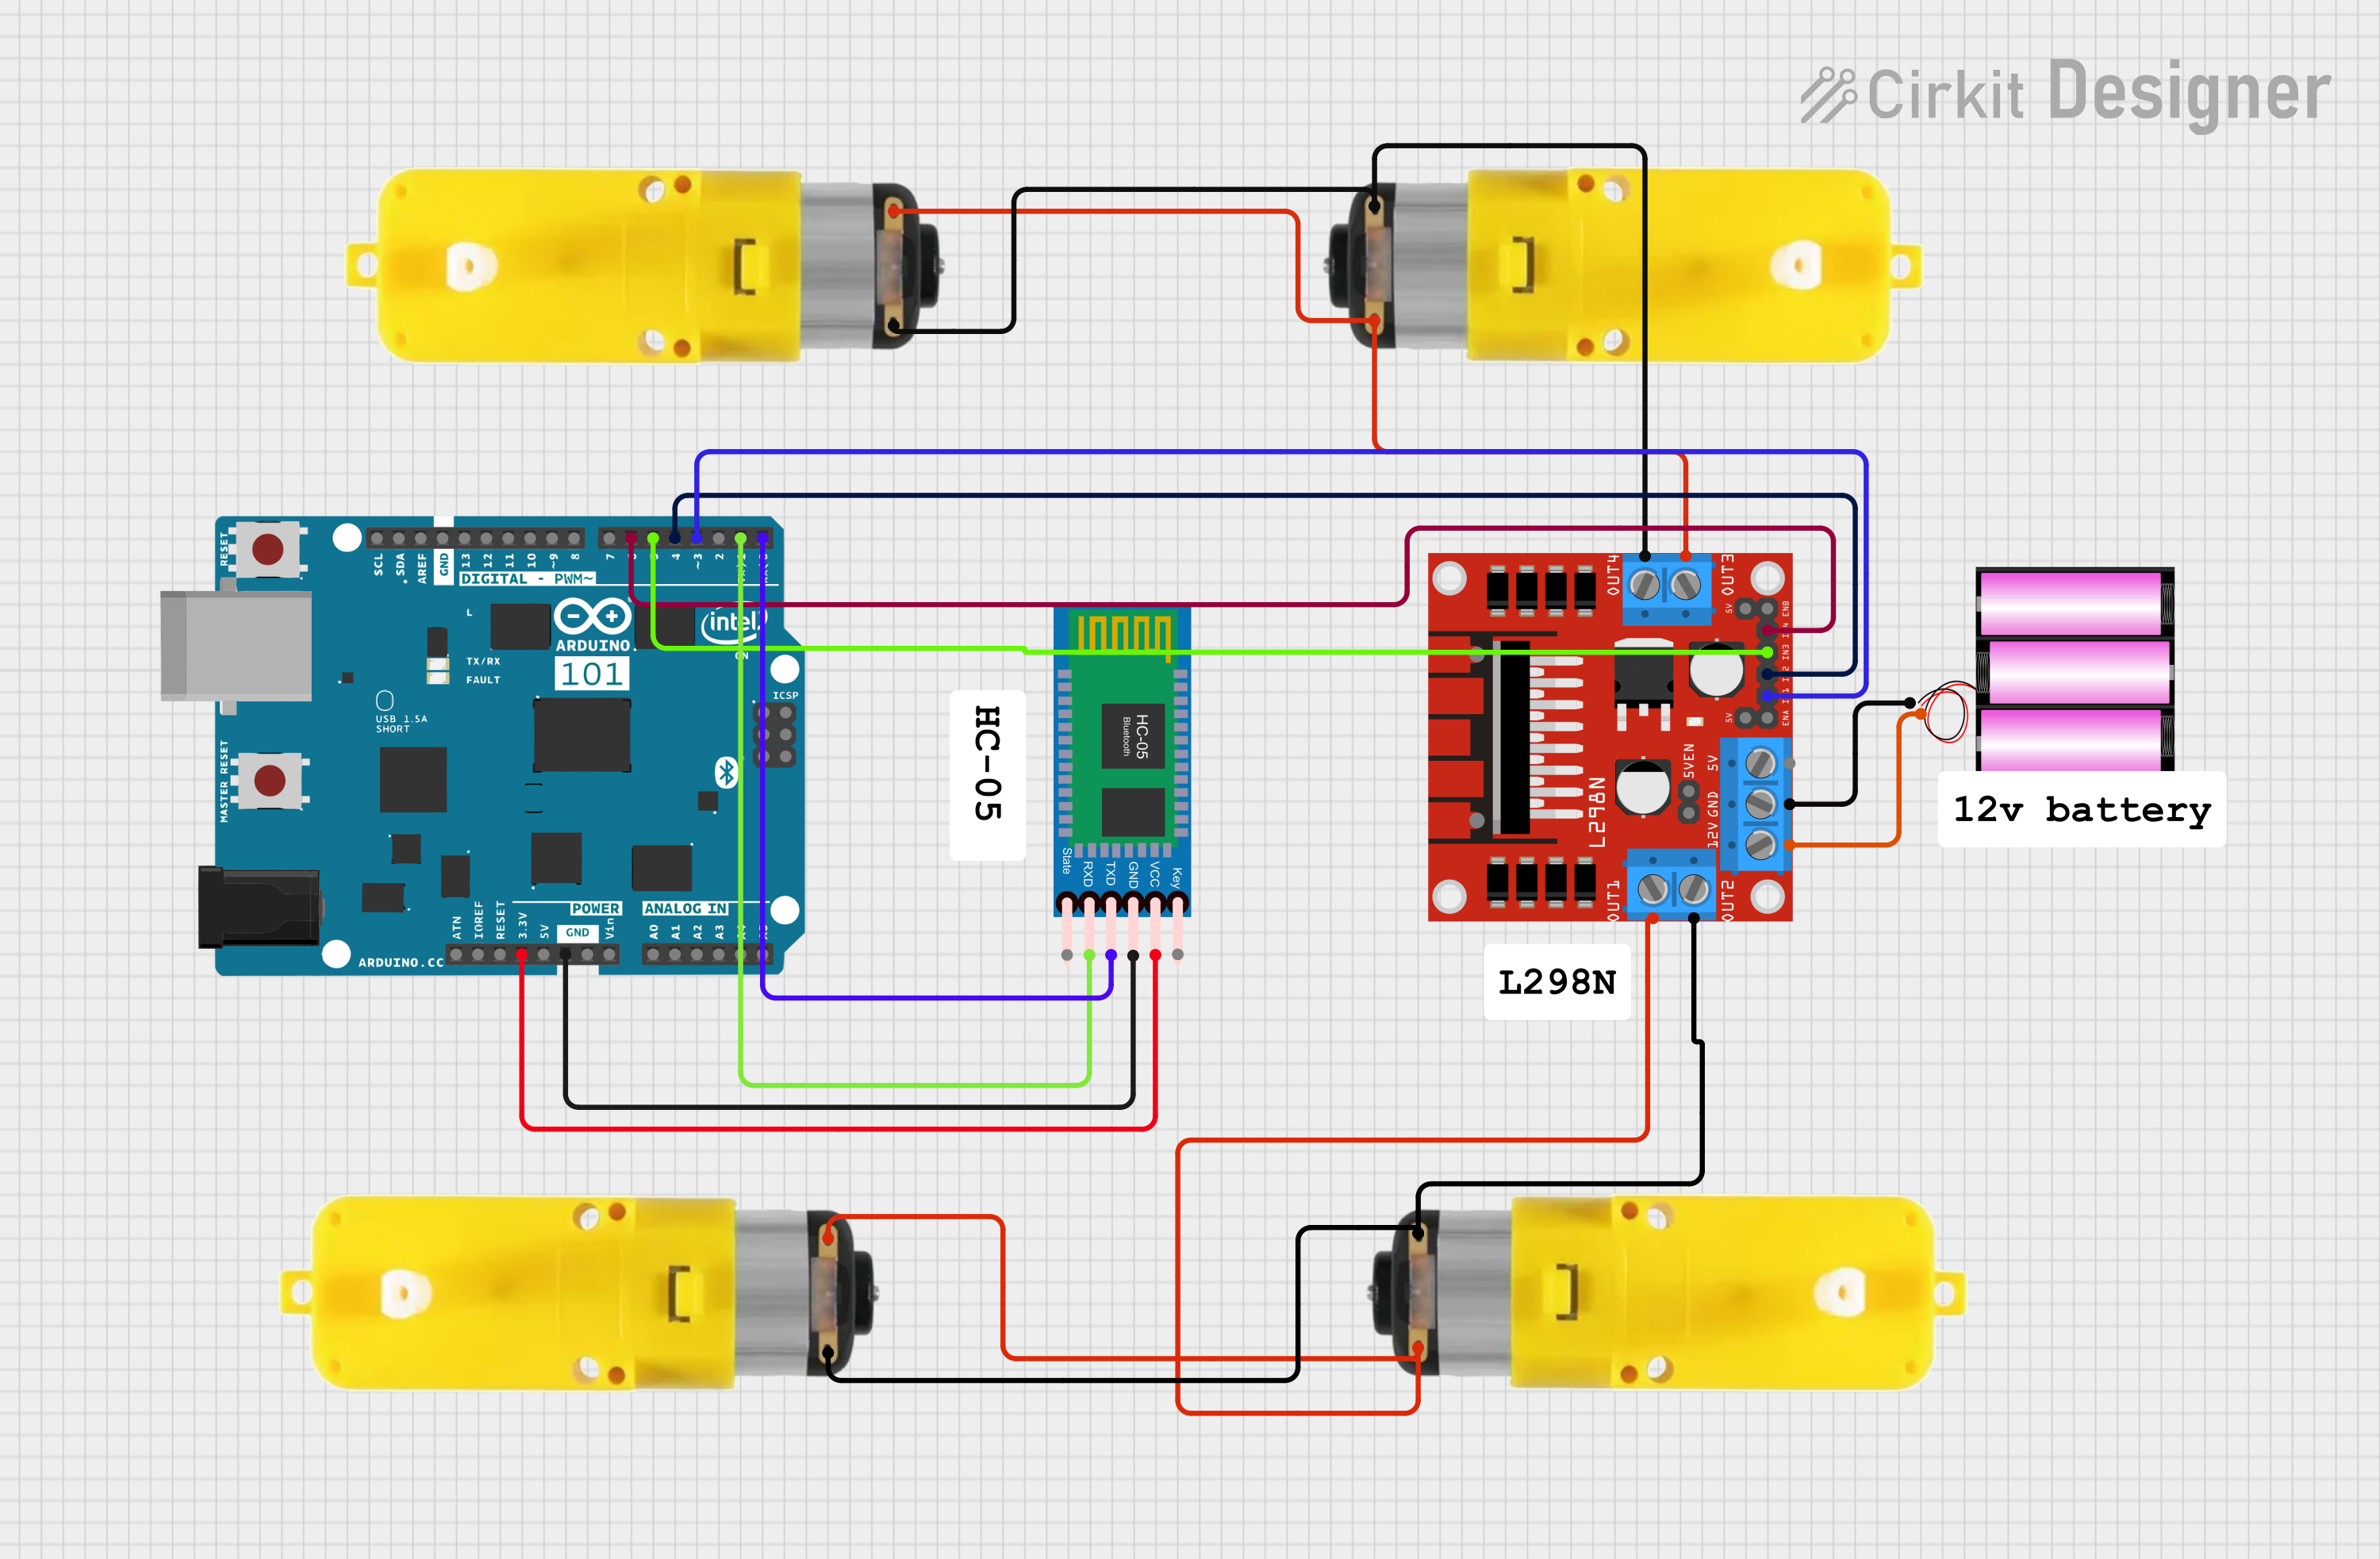 Cirkit Designer
RESET
SCL
SDA
AREF
GND
13
12
11
10
~9
8
7
4
~3
2
DIGITAL - PWM~
L
TX/RX
FAULT
ARDUINO
101
intel
ON
ICSP
USB 1.5A
SHORT
MASTER RESET
ATN
IOREF
RESET
3.3V
5V
GND
Vin
POWER
ANALOG IN
A0
A1
A2
A3
ARDUINO.CC
HC-05
HC-05
Bluetooth
State
RXD
TXD
GND
VCC
Key
OUT4
OUT3
5V
ENB
5V
ENA
5VEN
5V
GND
12V
L298N
OUT1
OUT2
L298N
12v battery